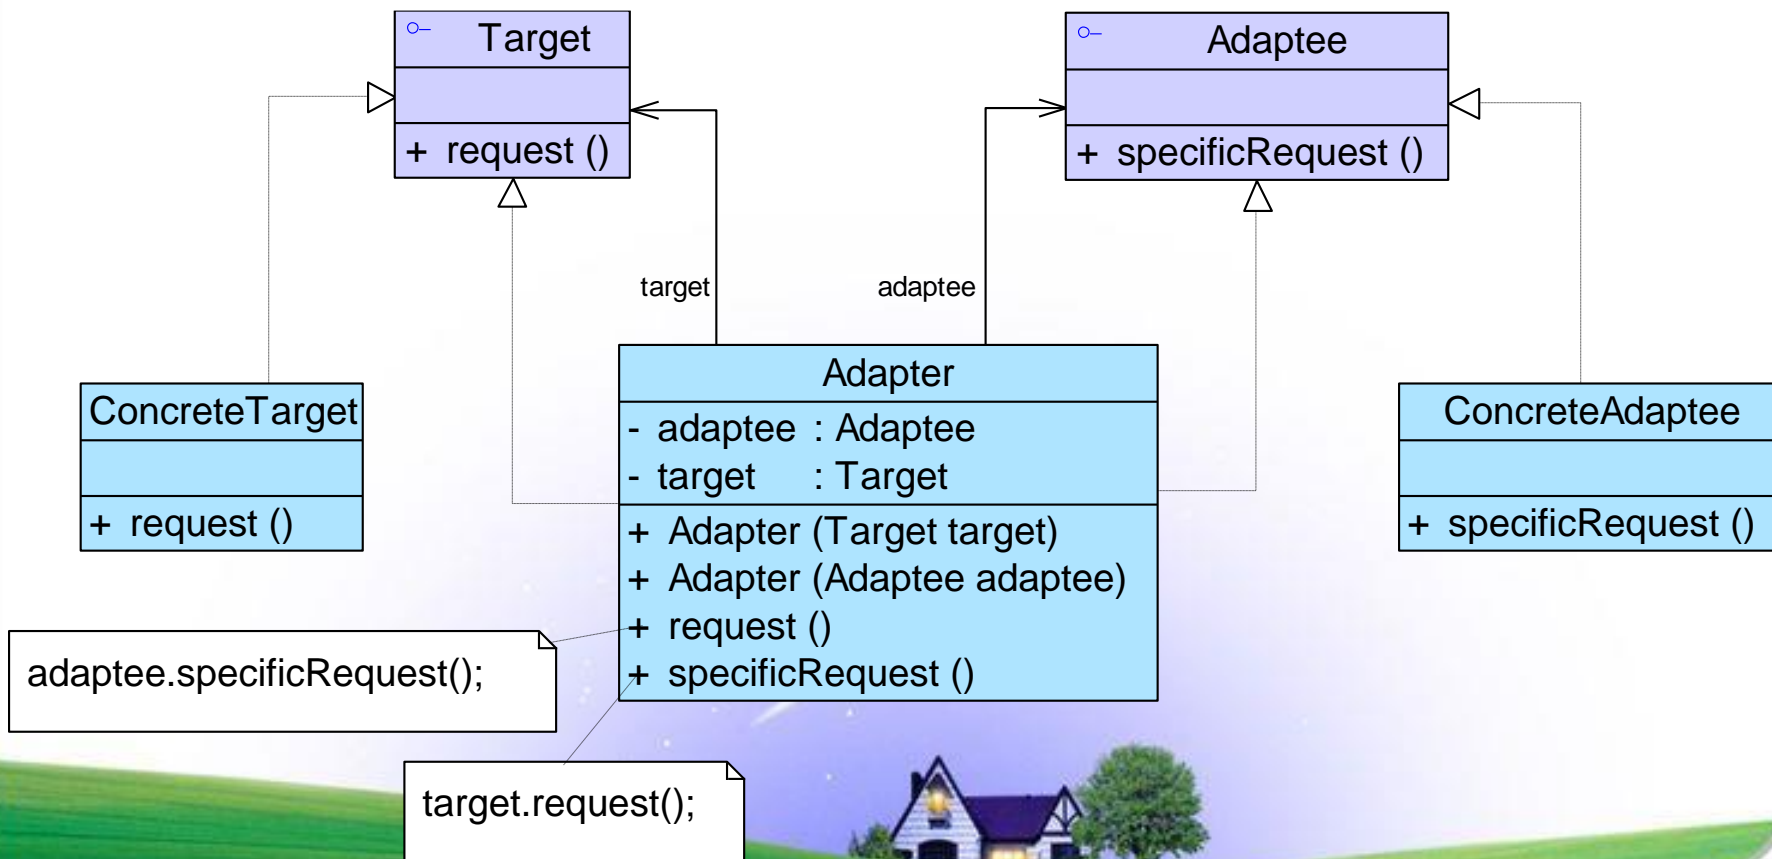 Target
+ request ()
Adaptee
+ specificRequest ()
target
adaptee
ConcreteTarget
+ request ()
Adapter
- adaptee : Adaptee
- target : Target
+ Adapter (Target target)
+ Adapter (Adaptee adaptee)
+ request ()
+ specificRequest ()
ConcreteAdaptee
+ specificRequest ()
adaptee.specificRequest();
target.request();